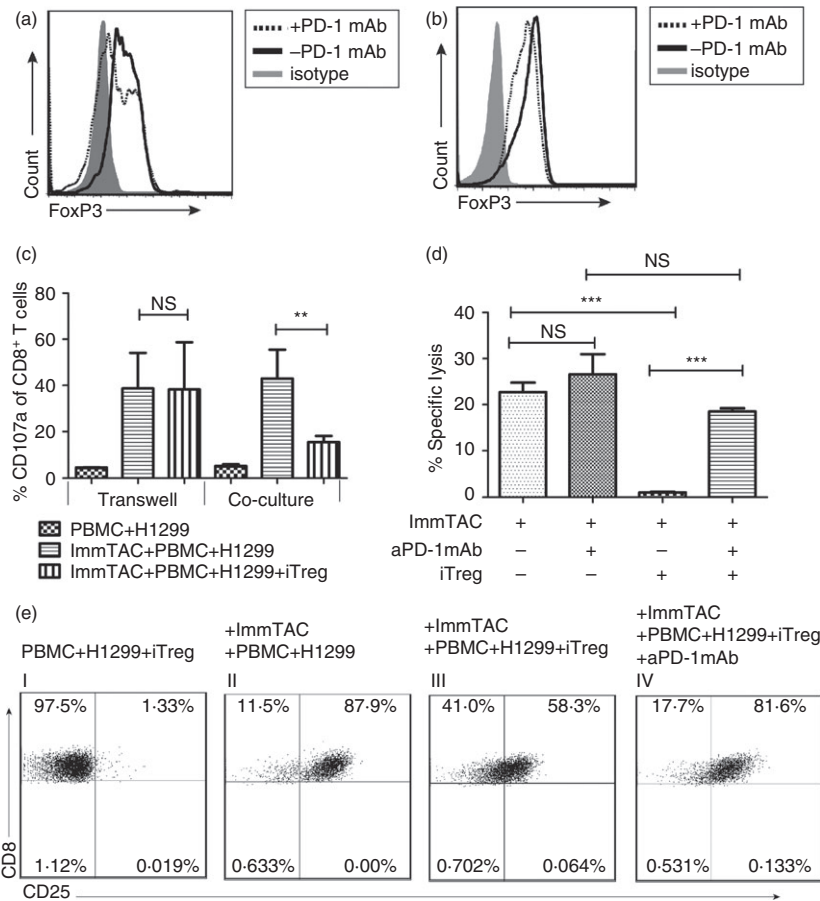 (a)
+PD-1 mAb
–PD-1 mAb
isotype
Count
FoxP3
(b)
+PD-1 mAb
–PD-1 mAb
isotype
Count
FoxP3
(c)
% CD107a of CD8+ T cells
80
60
40
20
0
NS
**
Transwell
Co-culture
PBMC+H1299
ImmTAC+PBMC+H1299
ImmTAC+PBMC+H1299+iTreg
(d)
% Specific lysis
40
30
20
10
0
NS
***
NS
***
ImmTAC + + + +
aPD-1mAb – + – +
iTreg – – + +
(e)
PBMC+H1299+iTreg
I
97·5% 1·33%
1·12% 0·019%
+ImmTAC
+PBMC+H1299
II
11·5% 87·9%
0·633% 0·00%
+ImmTAC
+PBMC+H1299+iTreg
III
41·0% 58·3%
0·702% 0·064%
+ImmTAC
+PBMC+H1299+iTreg
+aPD-1mAb
IV
17·7% 81·6%
0·531% 0·133%
CD8
CD25